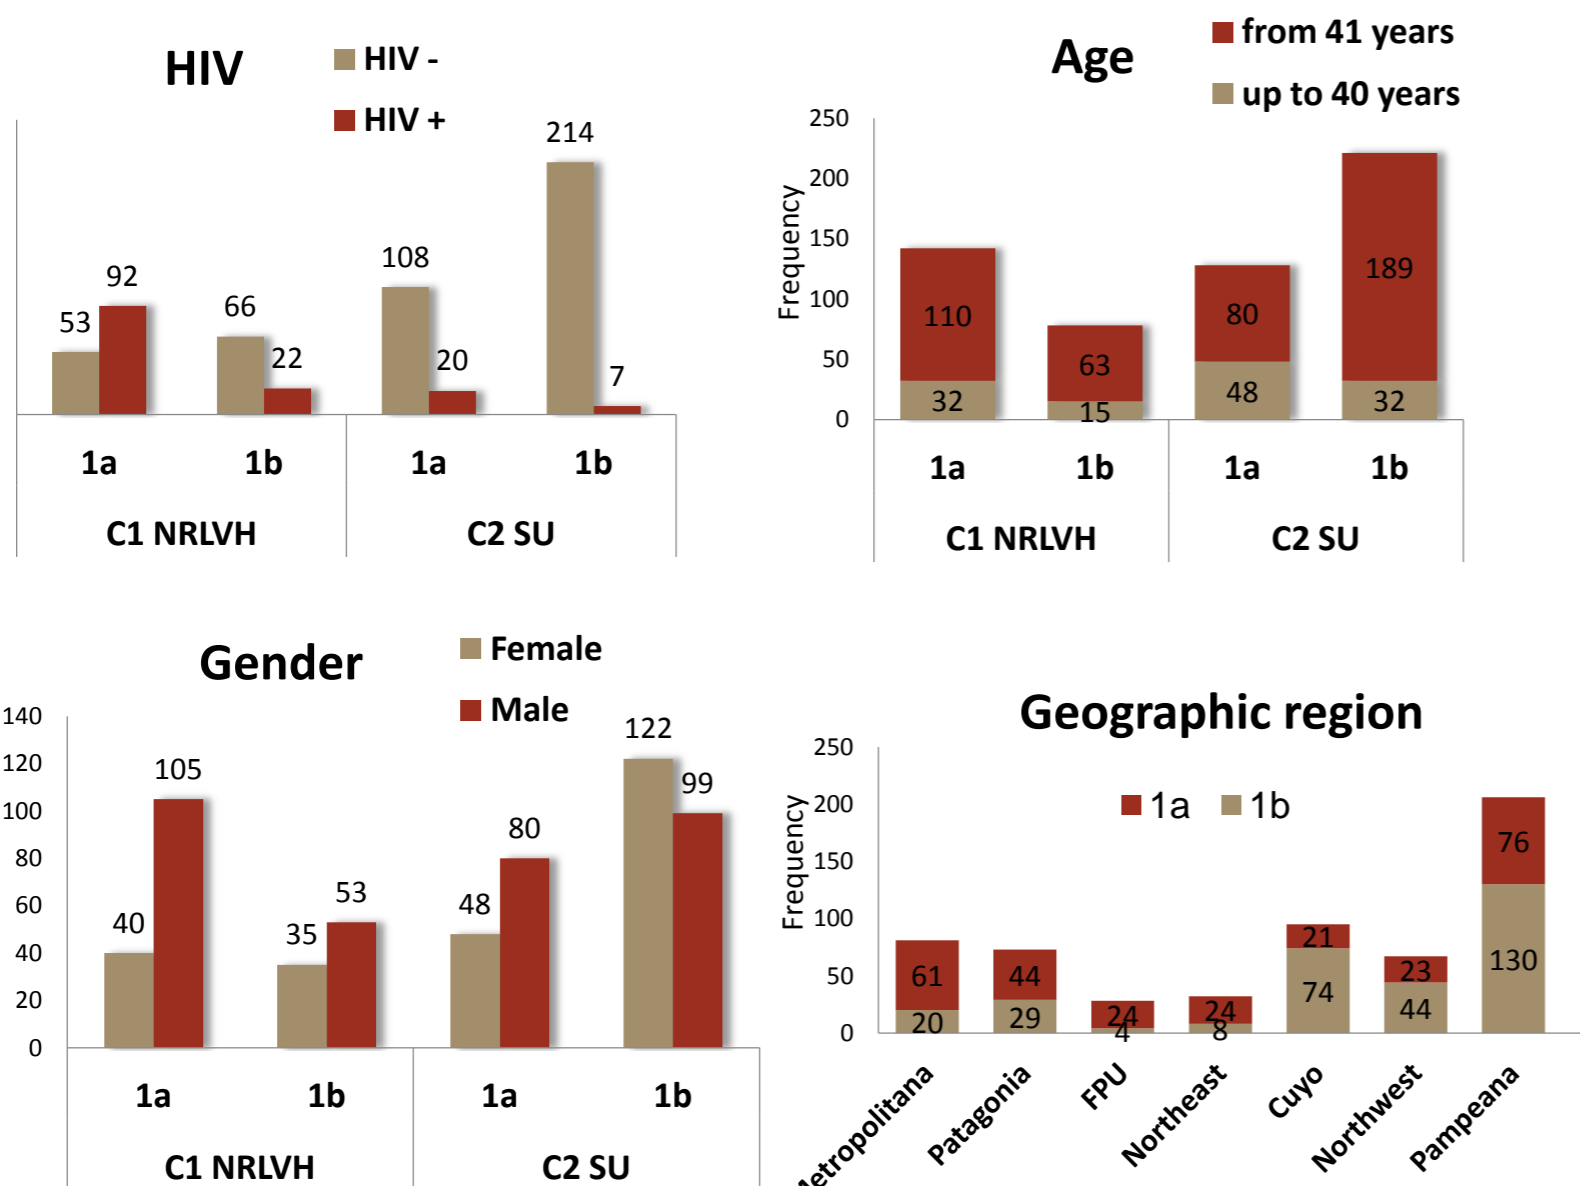 HIV
HIV -
HIV +
53
92
66
22
108
20
214
7
1a
1b
1a
1b
C1 NRLVH
C2 SU
Age
from 41 years
up to 40 years
Frequency
250
200
150
100
50
0
110
32
63
15
80
48
189
32
1a
1b
1a
1b
C1 NRLVH
C2 SU
Gender
Female
Male
140
120
100
80
60
40
20
0
40
105
35
53
48
80
122
99
1a
1b
1a
1b
C1 NRLVH
C2 SU
Geographic region
1a
1b
Frequency
250
200
150
100
50
0
61
20
44
29
24
4
24
8
21
74
23
44
76
130
Metropolitana
Patagonia
FPU
Northeast
Cuyo
Northwest
Pampeana